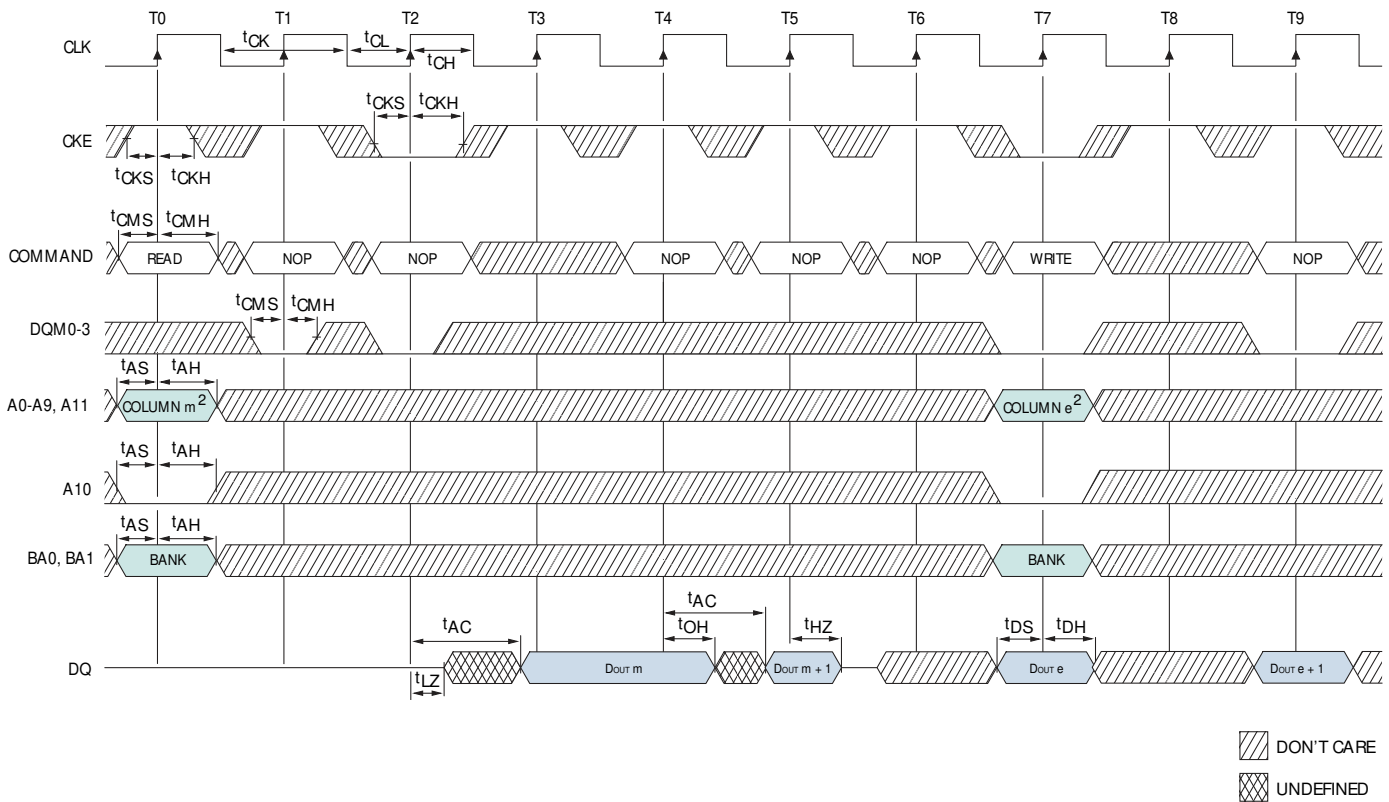 T0 T1 T2 T3 T4 T5 T6 T7 T8 T9
CLK tCK tCL tCH
tCKS tCKH
CKE
tCKS tCKH
tCMS tCMH
COMMAND READ NOP NOP NOP NOP NOP WRITE NOP
tCMS tCMH
DQM0-3
tAS tAH
A0-A9, A11 COLUMN m2 COLUMN e2
tAS tAH
A10
tAS tAH
BA0, BA1 BANK BANK
tAC tAC tOH tHZ tDS tDH
DQ DOUT m DOUT m + 1 DOUT e DOUT e + 1
tLZ
DON'T CARE
UNDEFINED